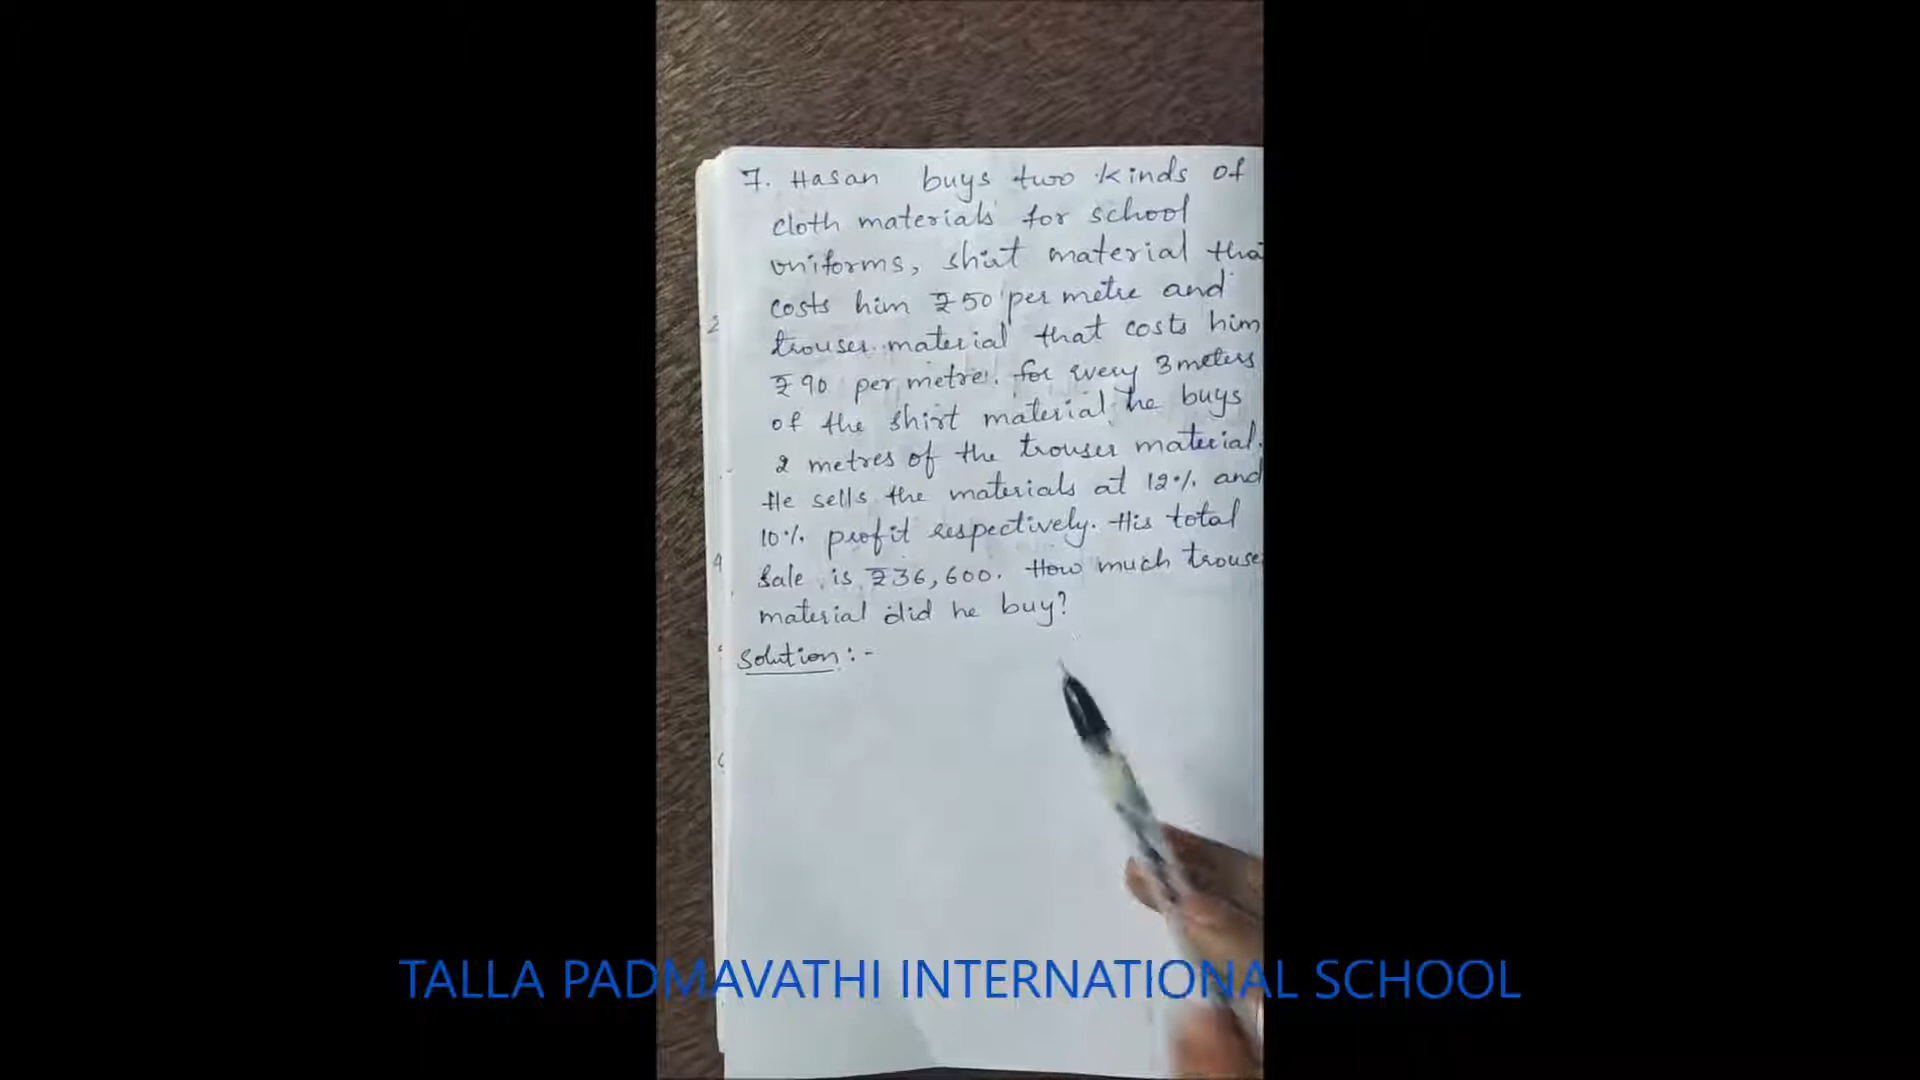 7. Hasan buys two kinds of
cloth materials for school
uniforms, shirt material tha
costs him ₹50 per metre and
trouser material that costs him
₹90 per metre. for every 3 meters
of the shirt material he buys
2 metres of the trouser material.
He sells the materials at 12% and
10% profit respectively. His total
sale is ₹36,600. How much trouse
material did he buy?
Solution:-
TALLA PADMAVATHI INTERNATIONAL SCHOOL